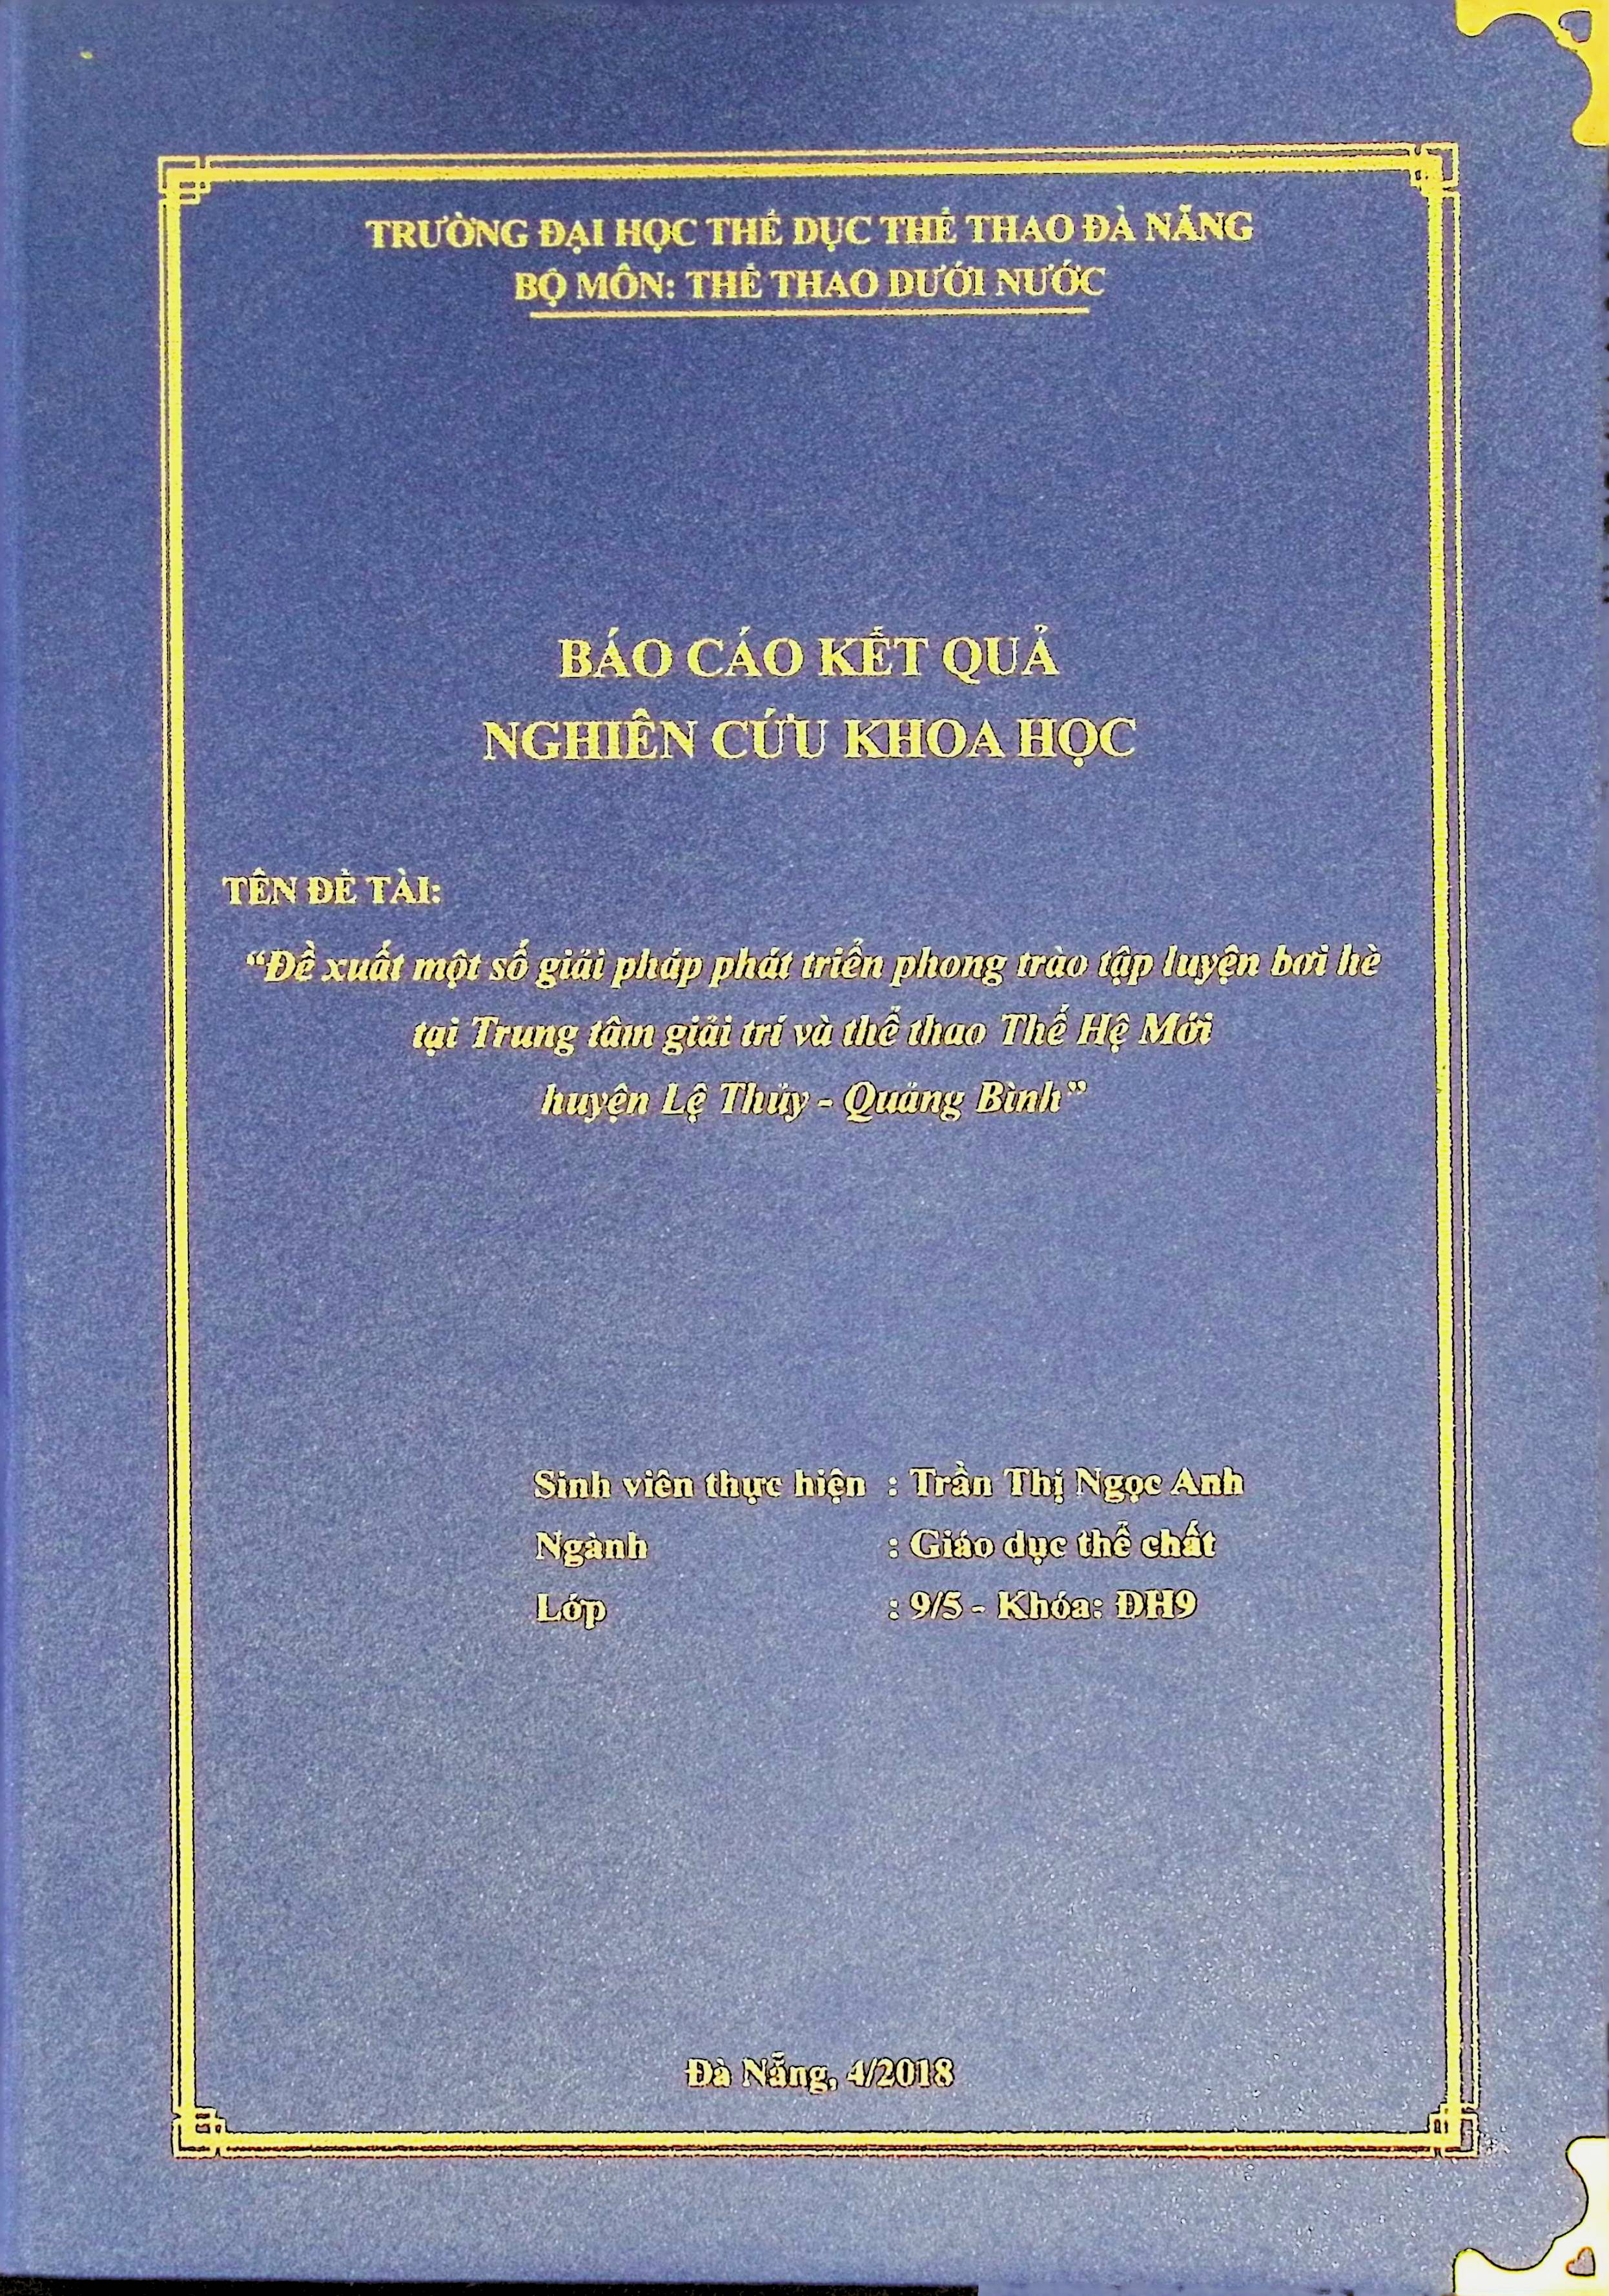 TRƯỜNG ĐẠI HỌC THỂ DỤC THỂ THAO ĐÀ NẴNG
BỘ MÔN: THỂ THAO DƯỚI NƯỚC
BÁO CÁO KẾT QUẢ
NGHIÊN CỨU KHOA HỌC
TÊN ĐỀ TÀI:
“Đề xuất một số giải pháp phát triển phong trào tập luyện bơi hè
tại Trung tâm giải trí và thể thao Thế Hệ Mới
huyện Lệ Thủy - Quảng Bình”
Sinh viên thực hiện : Trần Thị Ngọc Anh
Ngành : Giáo dục thể chất
Lớp : 9/5 - Khóa: ĐH9
Đà Nẵng, 4/2018